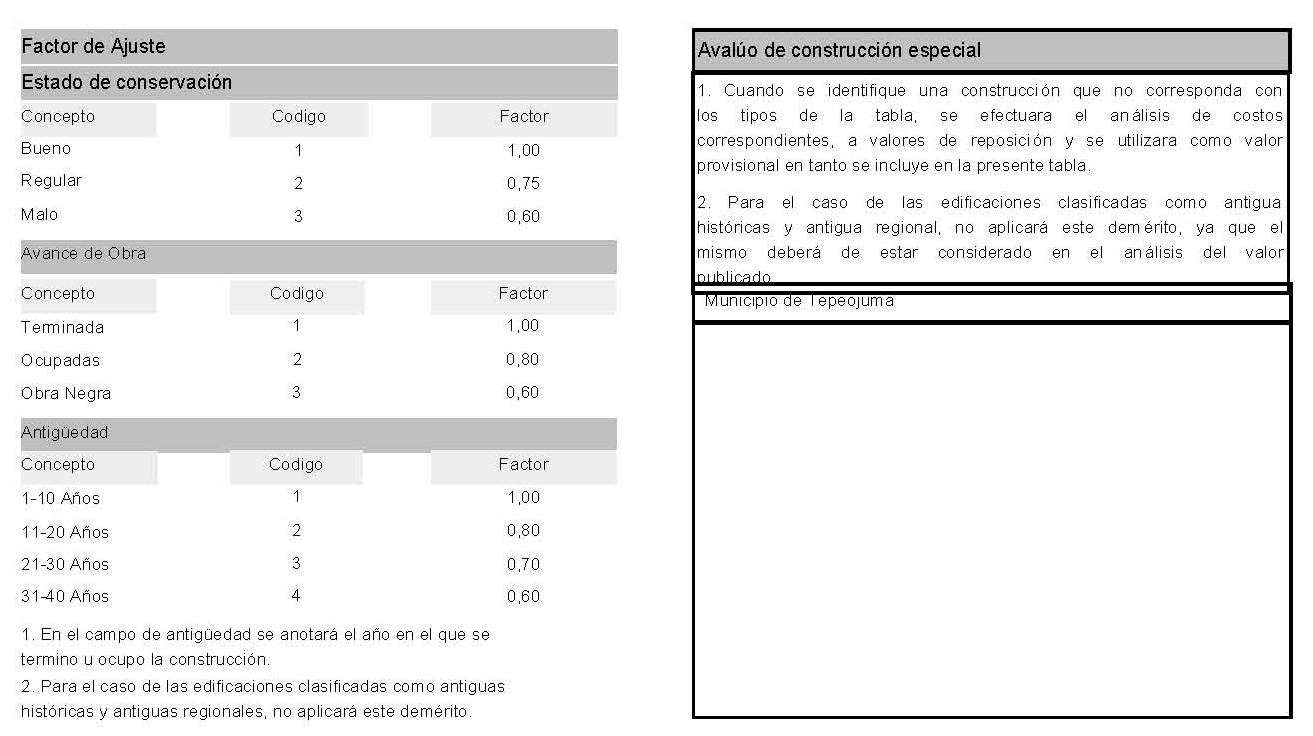 Factor de Ajuste
Estado de conservación
Concepto Codigo Factor
Bueno 1 1,00
Regular 2 0,75
Malo 3 0,60
Avance de Obra
Concepto Codigo Factor
Terminada 1 1,00
Ocupadas 2 0,80
Obra Negra 3 0,60
Antigüedad
Concepto Codigo Factor
1-10 Años 1 1,00
11-20 Años 2 0,80
21-30 Años 3 0,70
31-40 Años 4 0,60
1. En el campo de antigüedad se anotará el año en el que se
termino u ocupo la construcción.
2. Para el caso de las edificaciones clasificadas como antiguas
históricas y antiguas regionales, no aplicará este demérito.
Avalúo de construcción especial
1. Cuando se identifique una construcción que no corresponda con
los tipos de la tabla, se efectuara el análisis de costos
correspondientes, a valores de reposición y se utilizara como valor
provisional en tanto se incluye en la presente tabla.
2. Para el caso de las edificaciones clasificadas como antigua
históricas y antigua regional, no aplicará este demérito, ya que el
mismo deberá de estar considerado en el análisis del valor
publicado
Municipio de Tepeojuma